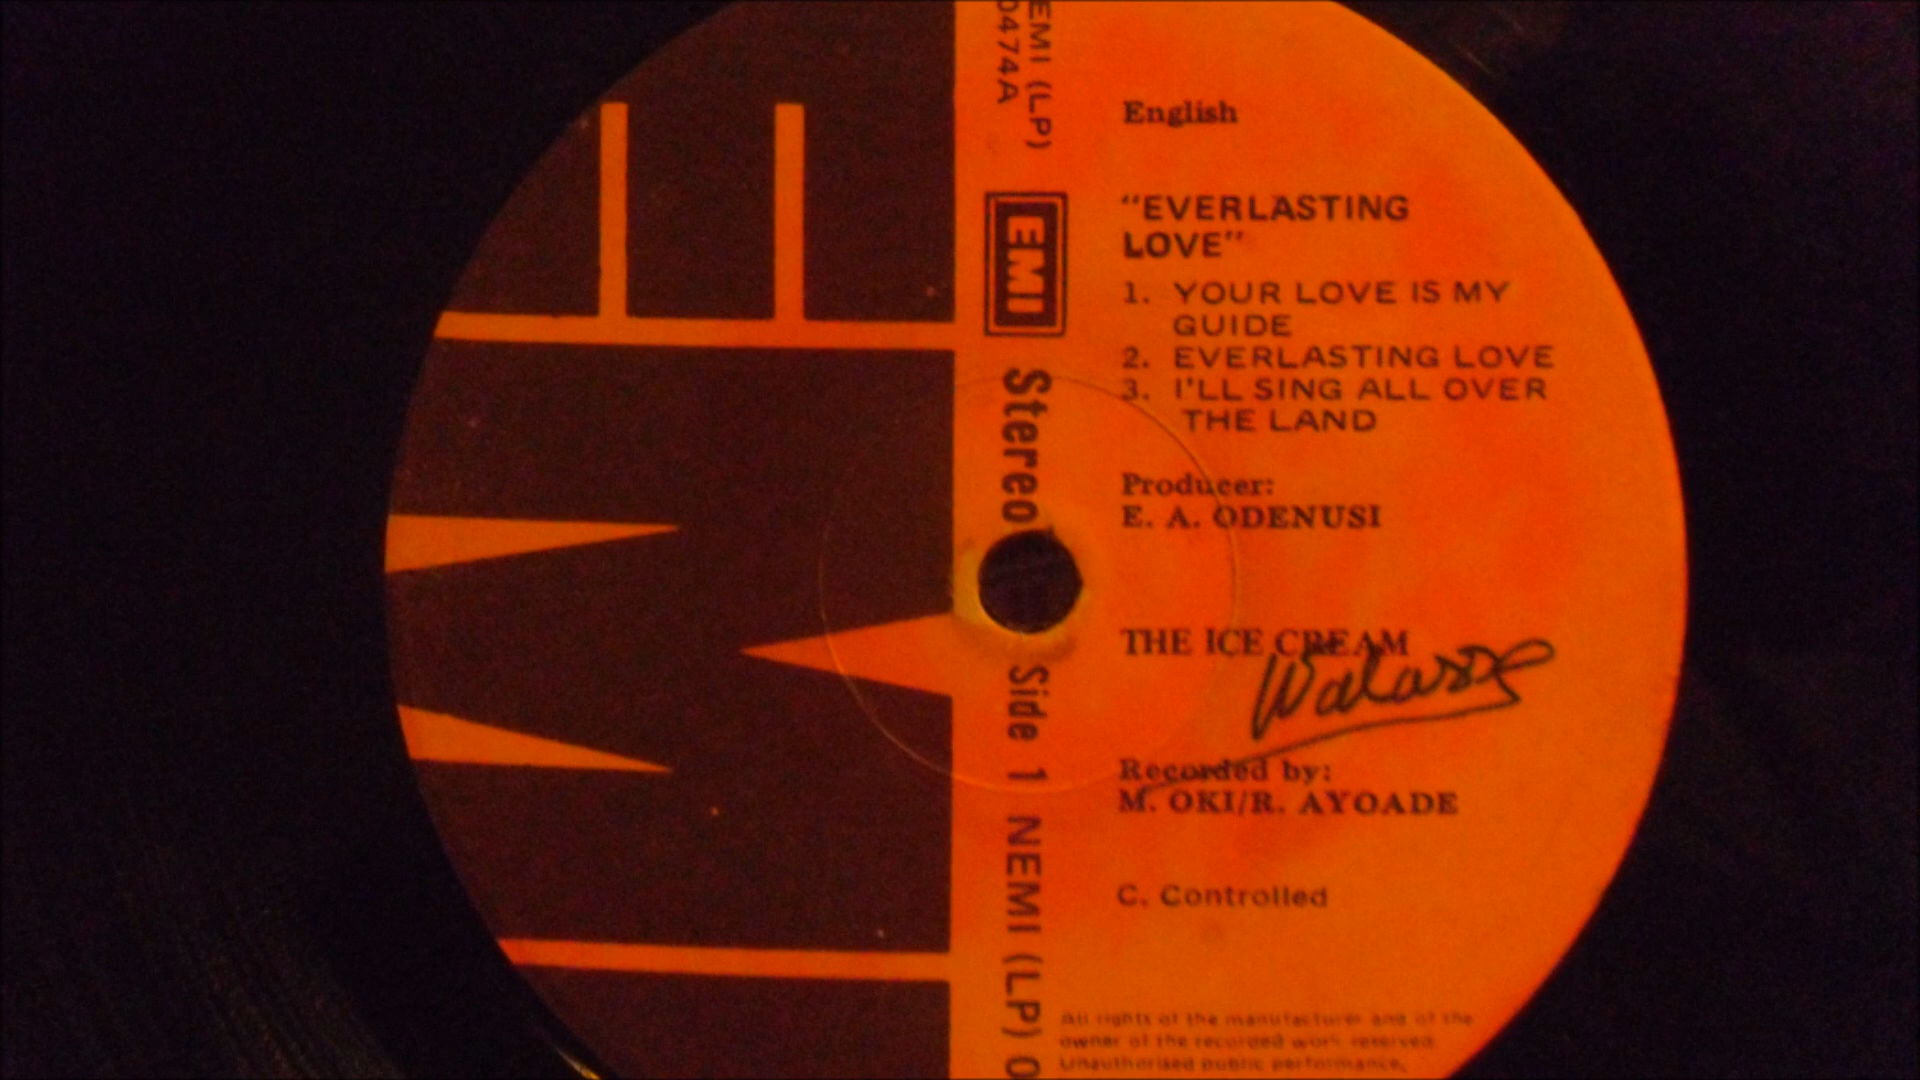 English
"EVERLASTING
LOVE"
1. YOUR LOVE IS MY
GUIDE
2. EVERLASTING LOVE
3. I'LL SING ALL OVER
THE LAND
Producer:
E. A. ODENUSI
THE ICE CREAM
Recorded by:
M. OKI/R. AYOADE
C. Controlled
All rights of the manufacturer and of the
owner of the recorded work reserved
Unauthorised public performance,
EMI (LP)
0474A
EMI
Stereo
Side 1 NEMI (LP) 0